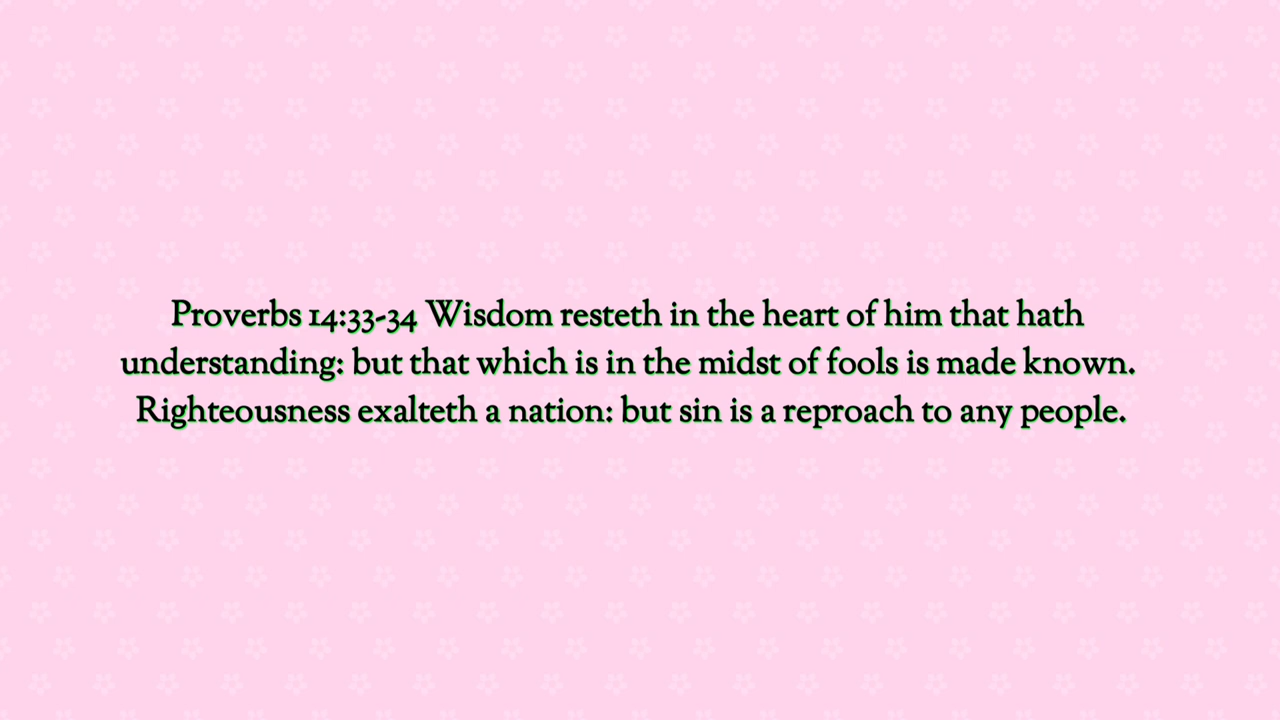 Proverbs 14:33-34 Wisdom resteth in the heart of him that hath
understanding: but that which is in the midst of fools is made known.
Righteousness exalteth a nation: but sin is a reproach to any people.